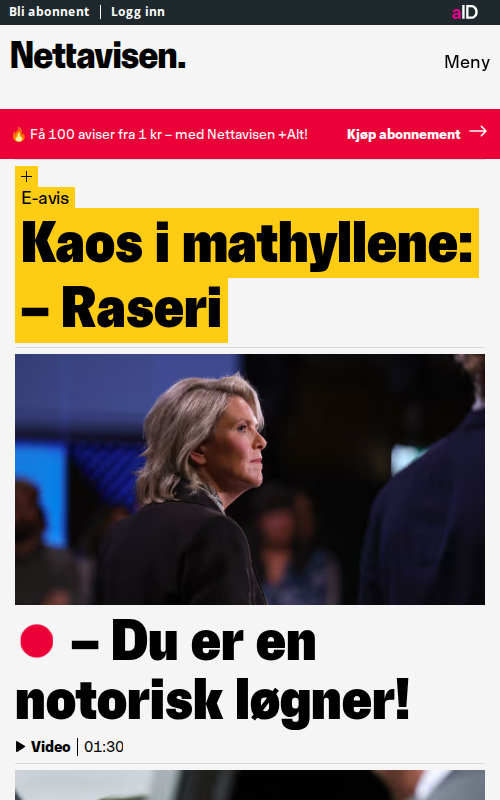 Bli abonnent | Logg inn
aID
Nettavisen.
Meny
🔥 Få 100 aviser fra 1 kr – med Nettavisen +Alt!
Kjøp abonnement →
+
E-avis
Kaos i mathyllene:
– Raseri
– Du er en
notorisk løgner!
Video | 01:30